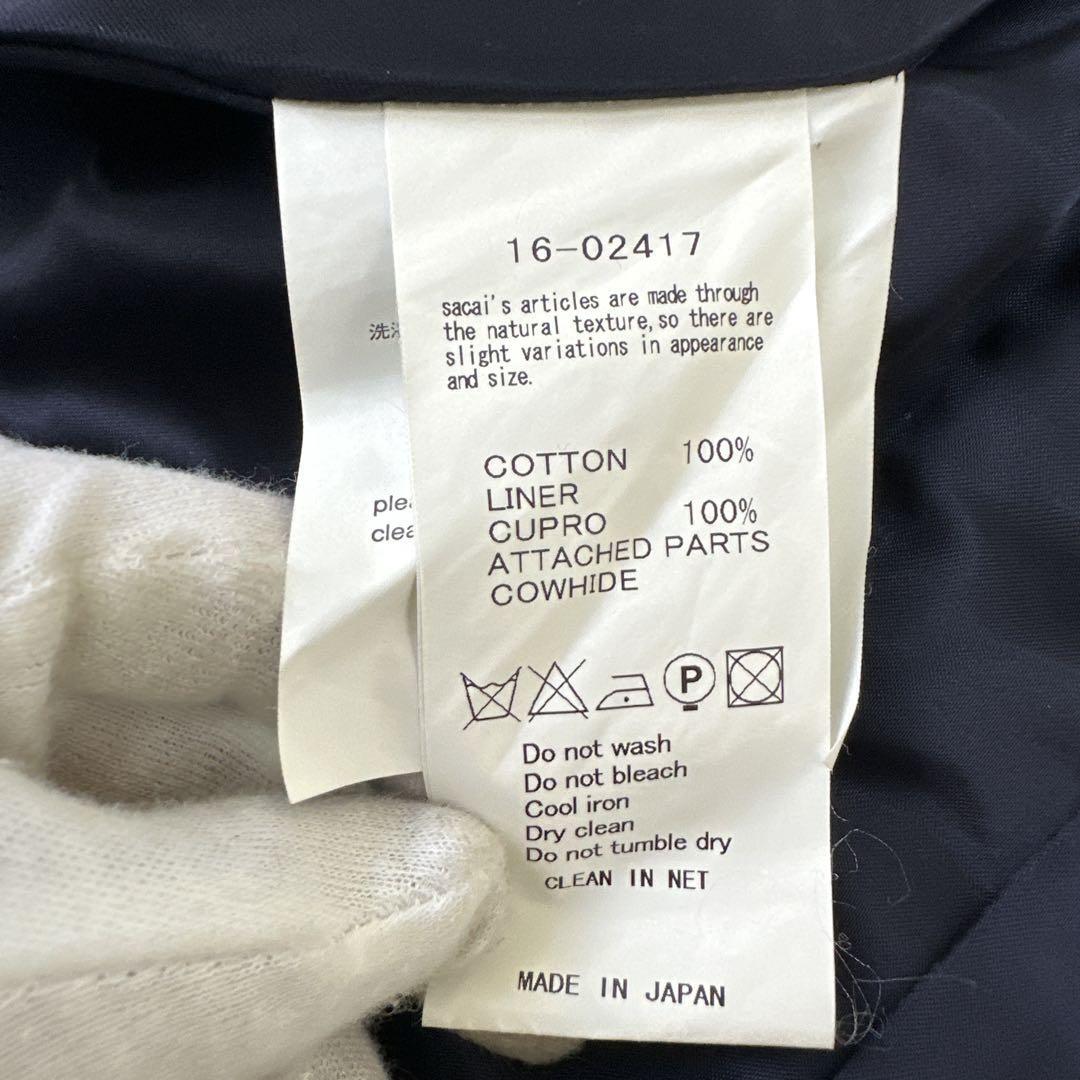 16-02417
sacai's articles are made through
the natural texture, so there are
slight variations in appearance
and size.
COTTON 100%
LINER
CUPRO 100%
ATTACHED PARTS
COWHIDE
P
Do not wash
Do not bleach
Cool iron
Dry clean
Do not tumble dry
CLEAN IN NET
MADE IN JAPAN
洗